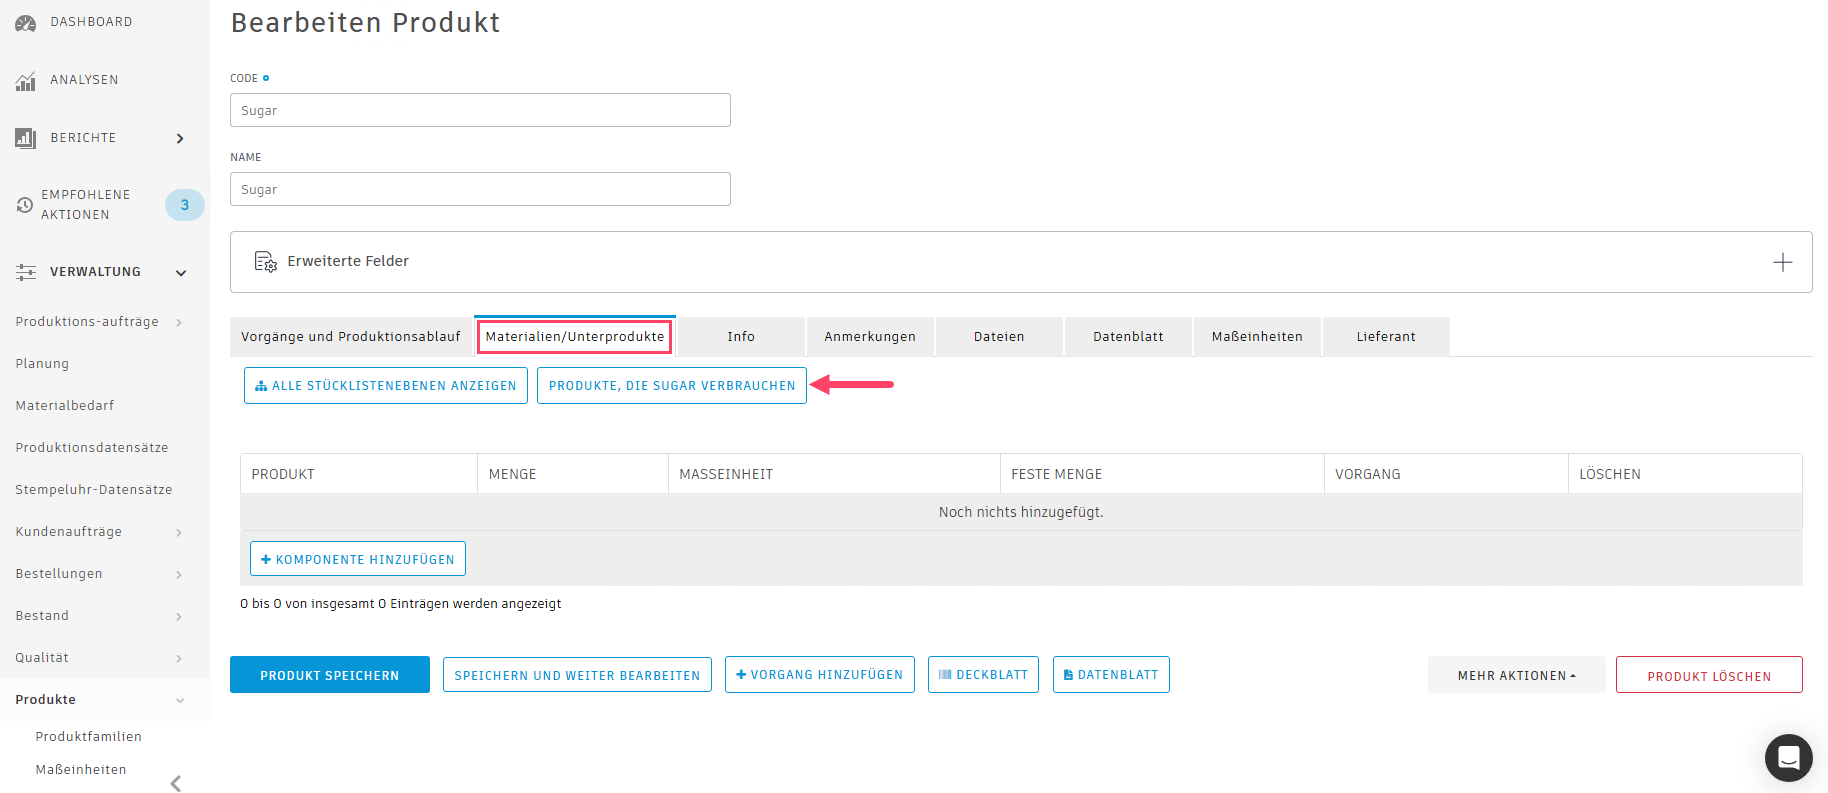 DASHBOARD
ANALYSEN
BERICHTE
EMPFOHLENE
AKTIONEN
3
VERWALTUNG
Produktions-aufträge
Planung
Materialbedarf
Produktionsdatensätze
Stempeluhr-Datensätze
Kundenaufträge
Bestellungen
Bestand
Qualität
Produkte
Produktfamilien
Maßeinheiten
Bearbeiten Produkt
CODE
Sugar
NAME
Sugar
Erweiterte Felder
Vorgänge und Produktionsablauf Materialien/Unterprodukte Info Anmerkungen Dateien Datenblatt Maßeinheiten Lieferant
ALLE STÜCKLISTENEBENEN ANZEIGEN PRODUKTE, DIE SUGAR VERBRAUCHEN
PRODUKT MENGE MASSEINHEIT FESTE MENGE VORGANG LÖSCHEN
Noch nichts hinzugefügt.
+ KOMPONENTE HINZUFÜGEN
0 bis 0 von insgesamt 0 Einträgen werden angezeigt
PRODUKT SPEICHERN SPEICHERN UND WEITER BEARBEITEN + VORGANG HINZUFÜGEN DECKBLATT DATENBLATT MEHR AKTIONEN PRODUKT LÖSCHEN